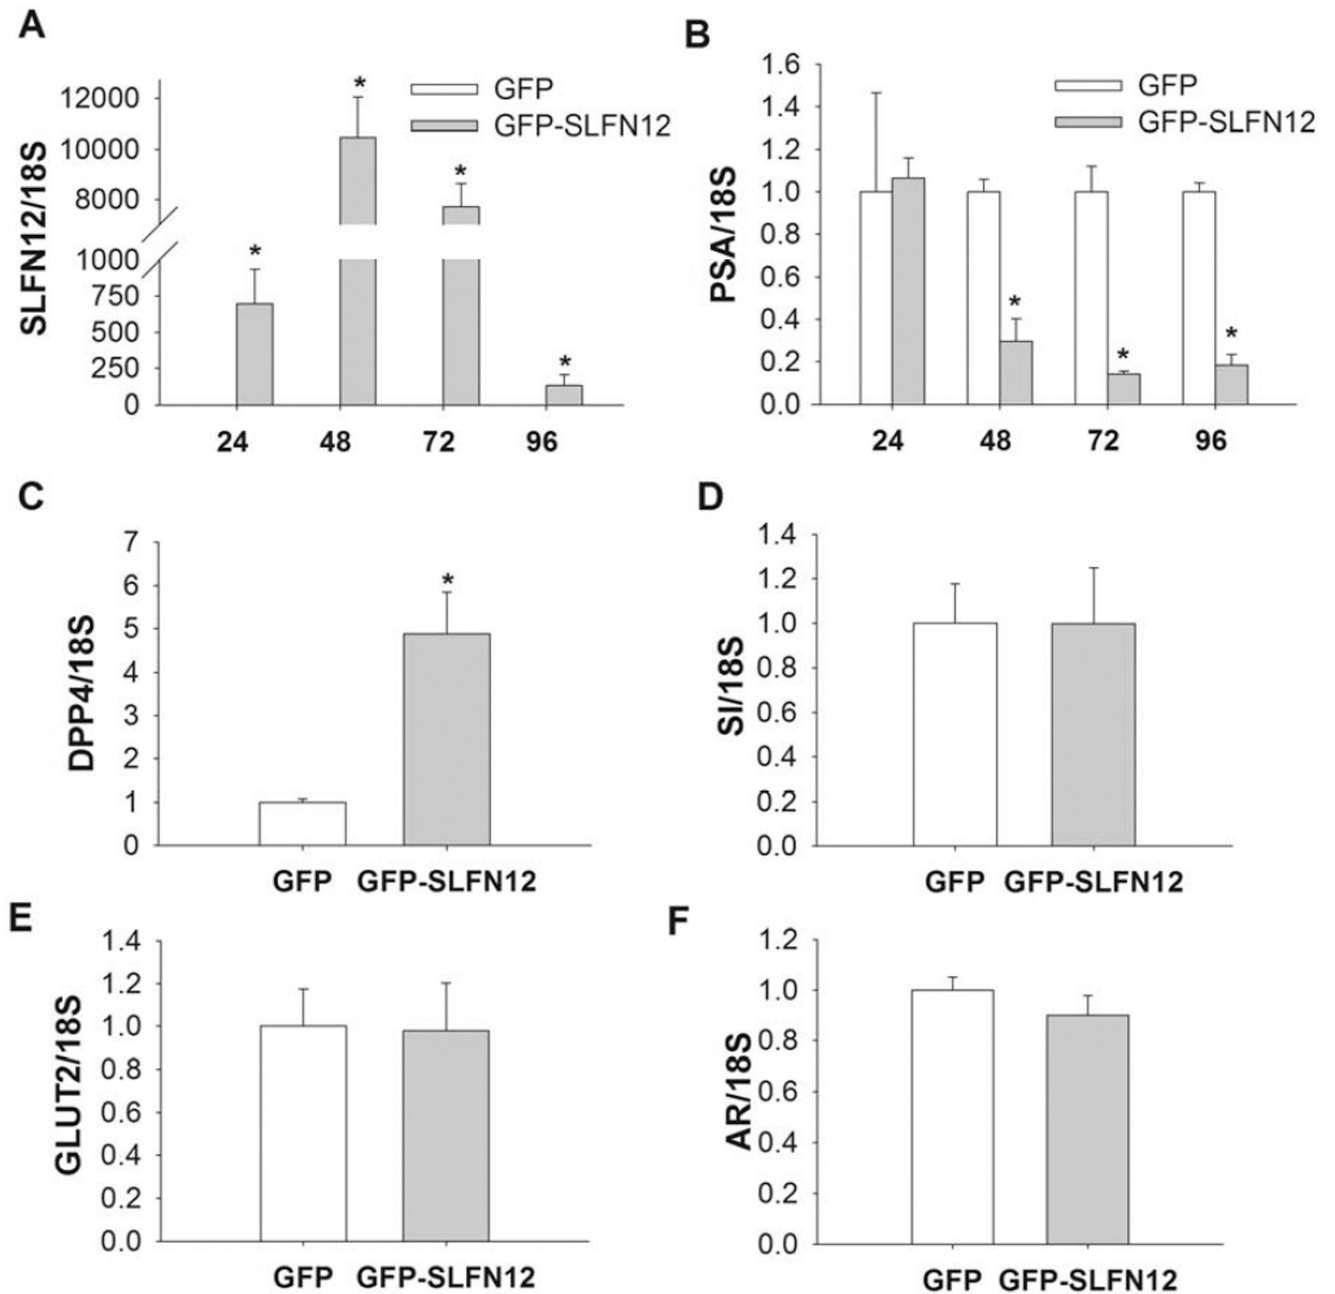 A
SLFN12/18S
12000
10000
8000
1000
750
500
250
0
*
*
*
*
GFP
GFP-SLFN12
24 48 72 96
B
PSA/18S
1.6
1.4
1.2
1.0
0.8
0.6
0.4
0.2
0.0
GFP
GFP-SLFN12
*
*
*
24 48 72 96
C
DPP4/18S
7
6
5
4
3
2
1
0
*
GFP GFP-SLFN12
D
SI/18S
1.4
1.2
1.0
0.8
0.6
0.4
0.2
0.0
GFP GFP-SLFN12
E
GLUT2/18S
1.4
1.2
1.0
0.8
0.6
0.4
0.2
0.0
GFP GFP-SLFN12
F
AR/18S
1.2
1.0
0.8
0.6
0.4
0.2
0.0
GFP GFP-SLFN12